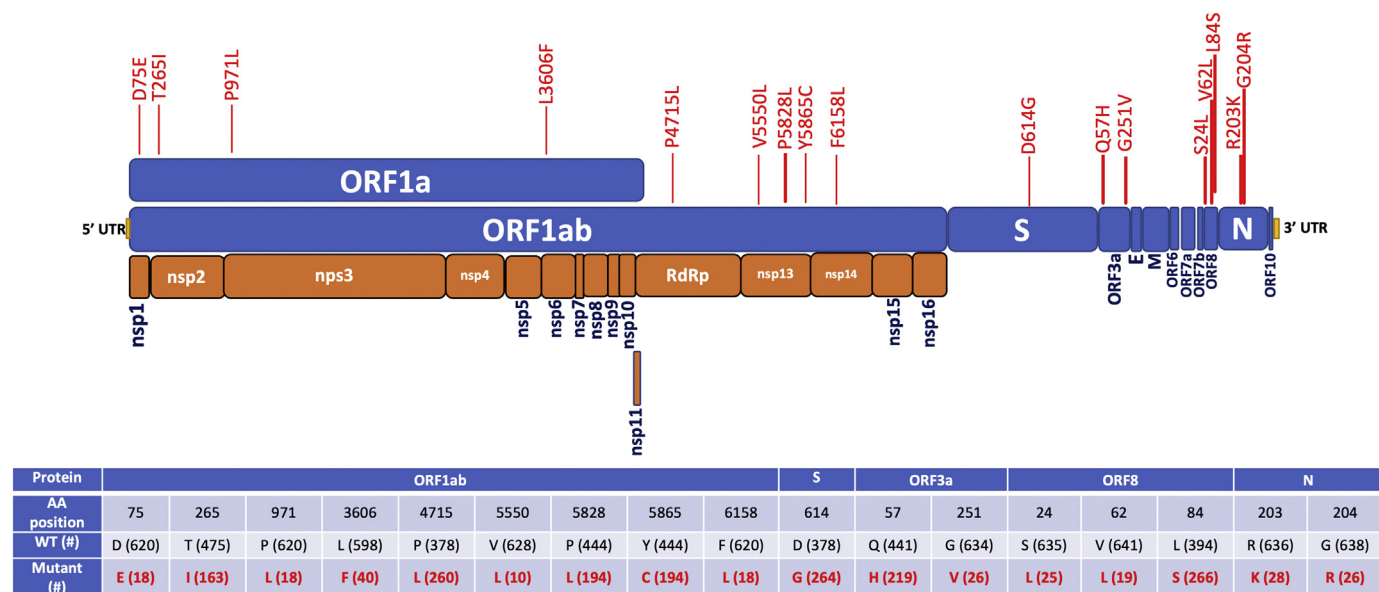 D75E
T265I
P971L
L3606F
P4715L
V5550L
P5828L
Y5865C
F6158L
D614G
Q57H
G251V
S24L
V62L
L84S
R203K
G204R
ORF1a
5' UTR
ORF1ab
S
ORF3a
E
M
ORF6
ORF7a
ORF7b
ORF8
N
ORF10
3' UTR
nsp1
nsp2
nps3
nsp4
nsp5
nsp6
nsp7
nsp8
nsp9
nsp10
RdRp
nsp13
nsp14
nsp15
nsp16
nsp11
Protein ORF1ab S ORF3a ORF8 N
AA position 75 265 971 3606 4715 5550 5828 5865 6158 614 57 251 24 62 84 203 204
WT (#) D (620) T (475) P (620) L (598) P (378) V (628) P (444) Y (444) F (620) D (378) Q (441) G (634) S (635) V (641) L (394) R (636) G (638)
Mutant (#) E (18) I (163) L (18) F (40) L (260) L (10) L (194) C (194) L (18) G (264) H (219) V (26) L (25) L (19) S (266) K (28) R (26)